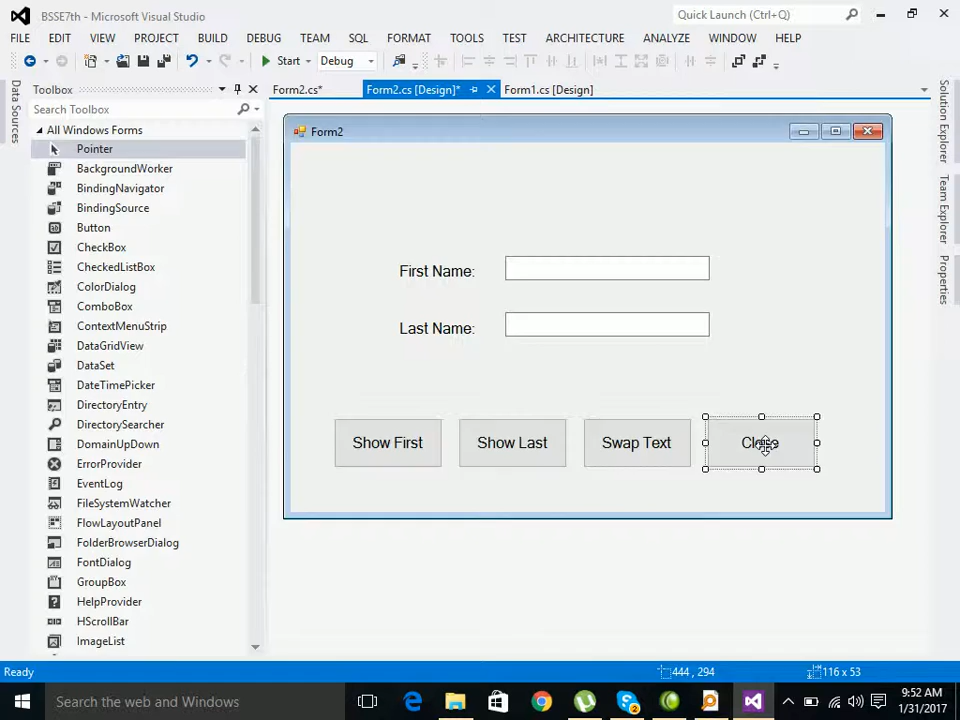 BSSE7th - Microsoft Visual Studio
Quick Launch (Ctrl+Q)
FILE EDIT VIEW PROJECT BUILD DEBUG TEAM SQL FORMAT TOOLS TEST ARCHITECTURE ANALYZE WINDOW HELP
Start Debug
Data Sources
Toolbox
Form2.cs* Form2.cs [Design]* Form1.cs [Design]
Search Toolbox
All Windows Forms
Pointer
BackgroundWorker
BindingNavigator
BindingSource
Button
CheckBox
CheckedListBox
ColorDialog
ComboBox
ContextMenuStrip
DataGridView
DataSet
DateTimePicker
DirectoryEntry
DirectorySearcher
DomainUpDown
ErrorProvider
EventLog
FileSystemWatcher
FlowLayoutPanel
FolderBrowserDialog
FontDialog
GroupBox
HelpProvider
HScrollBar
ImageList
Form2
First Name:
Last Name:
Show First Show Last Swap Text Close
Solution Explorer
Team Explorer
Properties
Ready
444 , 294
116 x 53
Search the web and Windows
9:52 AM
1/31/2017